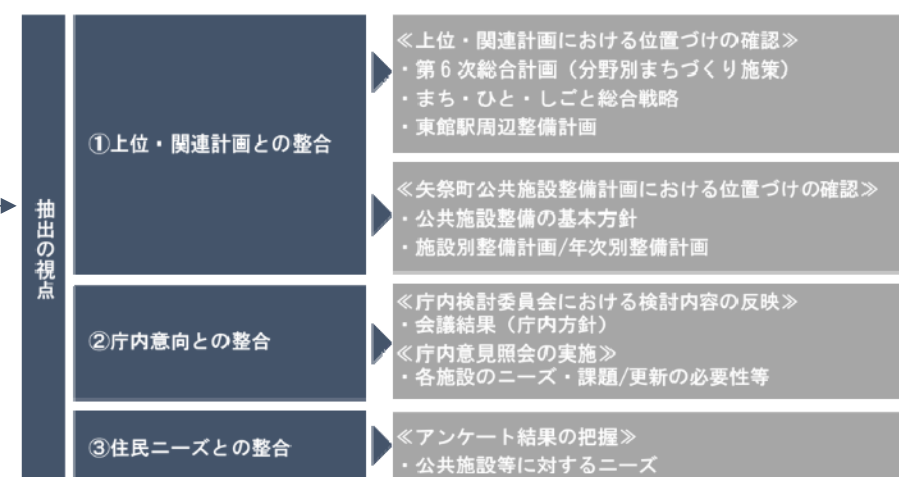 抽出の視点
①上位・関連計画との整合
≪上位・関連計画における位置づけの確認≫
・第6次総合計画（分野別まちづくり施策）
・まち・ひと・しごと総合戦略
・東館駅周辺整備計画
≪矢祭町公共施設整備計画における位置づけの確認≫
・公共施設整備の基本方針
・施設別整備計画/年次別整備計画
②庁内意向との整合
≪庁内検討委員会における検討内容の反映≫
・会議結果（庁内方針）
≪庁内意見照会の実施≫
・各施設のニーズ・課題/更新の必要性等
③住民ニーズとの整合
≪アンケート結果の把握≫
・公共施設等に対するニーズ